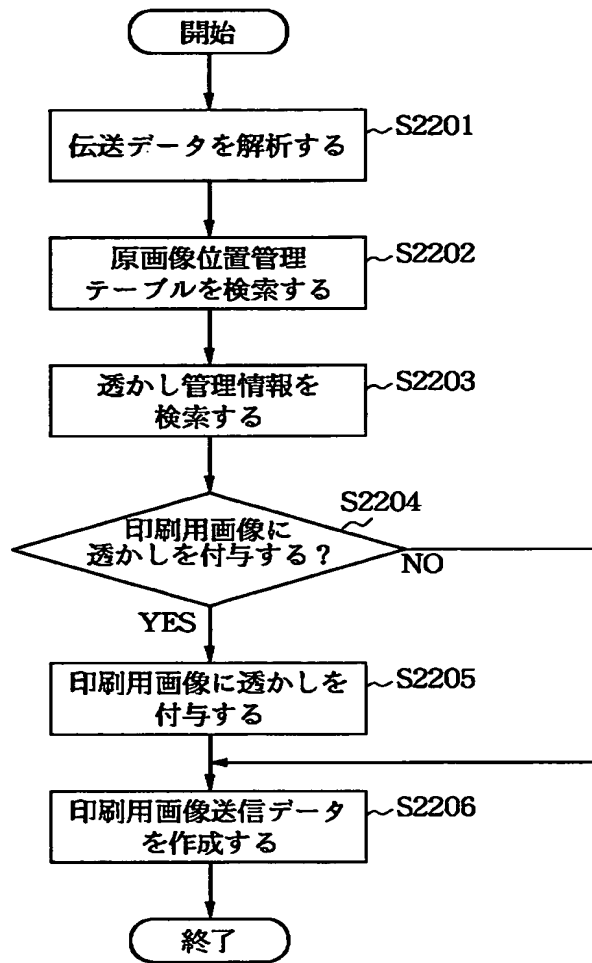 開始
伝送データを解析する
S2201
原画像位置管理
テーブルを検索する
S2202
透かし管理情報を
検索する
S2203
S2204
印刷用画像に
透かしを付与する?
NO
YES
印刷用画像に透かしを
付与する
S2205
印刷用画像送信データ
を作成する
S2206
終了